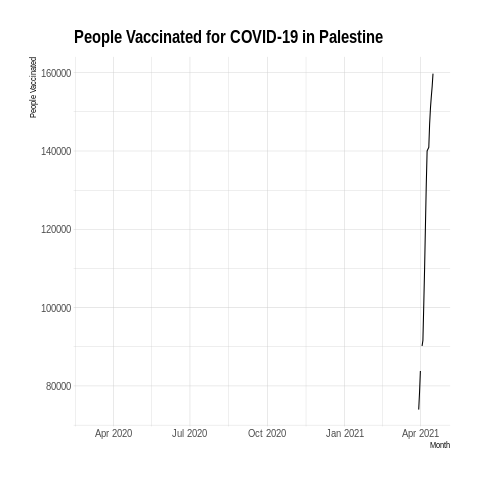 People Vaccinated for COVID-19 in Palestine
People Vaccinated
160000
140000
120000
100000
80000
Apr 2020 Jul 2020 Oct 2020 Jan 2021 Apr 2021
Month